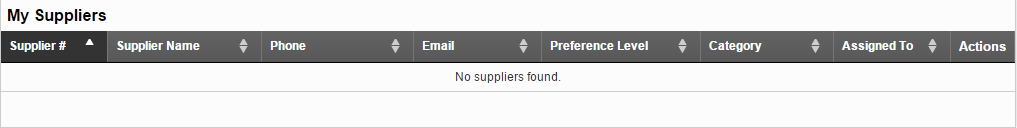 My Suppliers
Supplier # Supplier Name Phone Email Preference Level Category Assigned To Actions
No suppliers found.